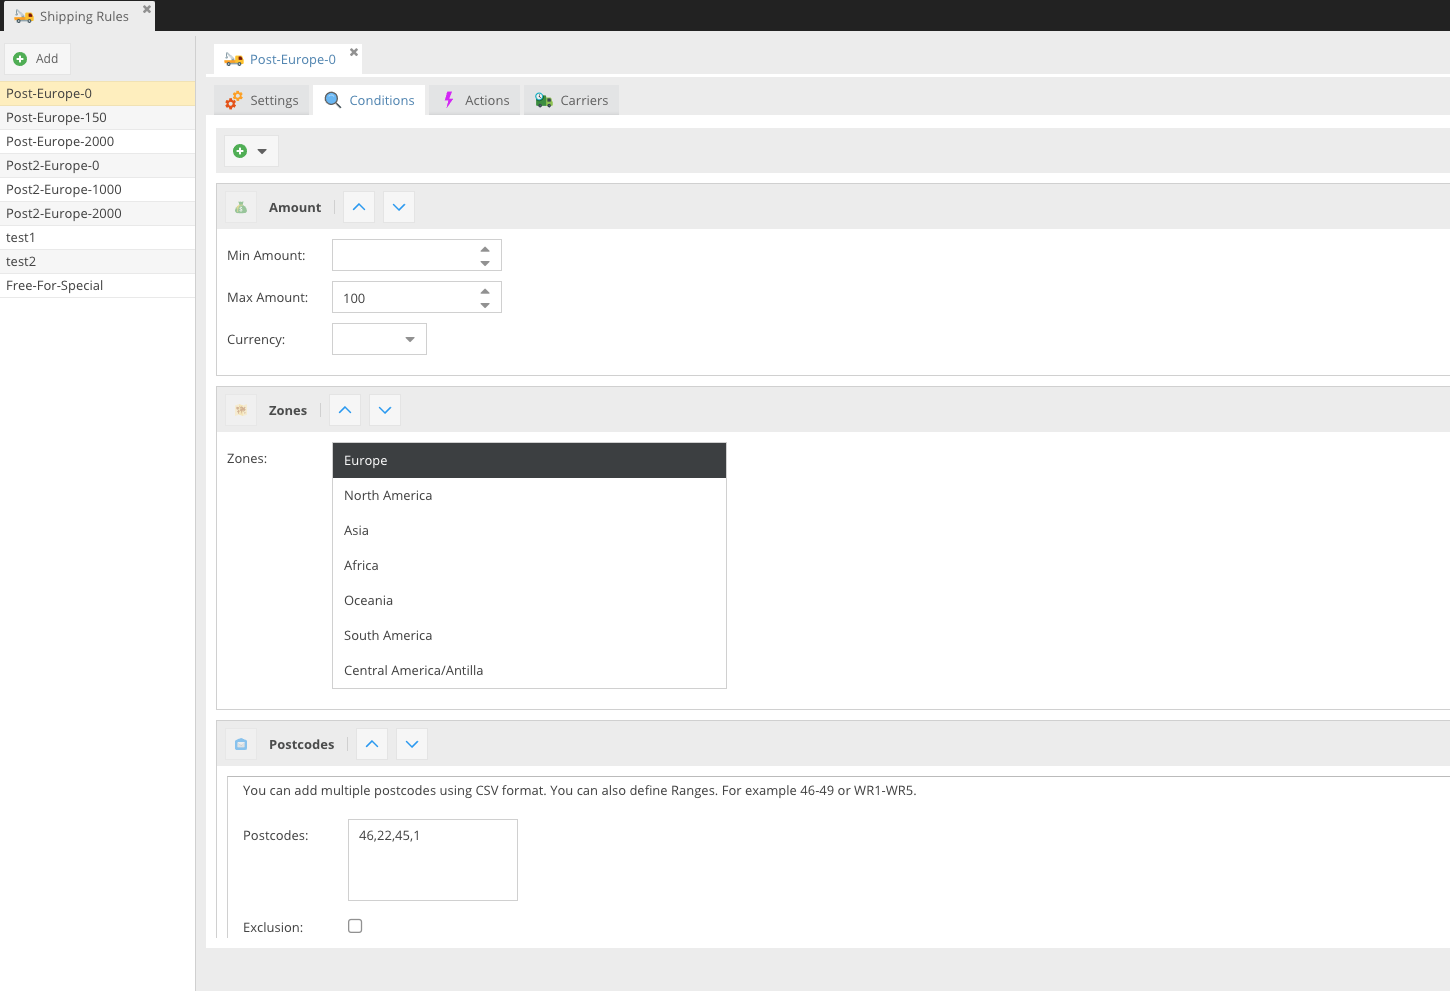 Shipping Rules
Add
Post-Europe-0
Post-Europe-150
Post-Europe-2000
Post2-Europe-0
Post2-Europe-1000
Post2-Europe-2000
test1
test2
Free-For-Special
Post-Europe-0
Settings Conditions Actions Carriers
Amount
Min Amount:
Max Amount: 100
Currency:
Zones
Zones: Europe
North America
Asia
Africa
Oceania
South America
Central America/Antilla
Postcodes
You can add multiple postcodes using CSV format. You can also define Ranges. For example 46-49 or WR1-WR5.
Postcodes: 46,22,45,1
Exclusion: